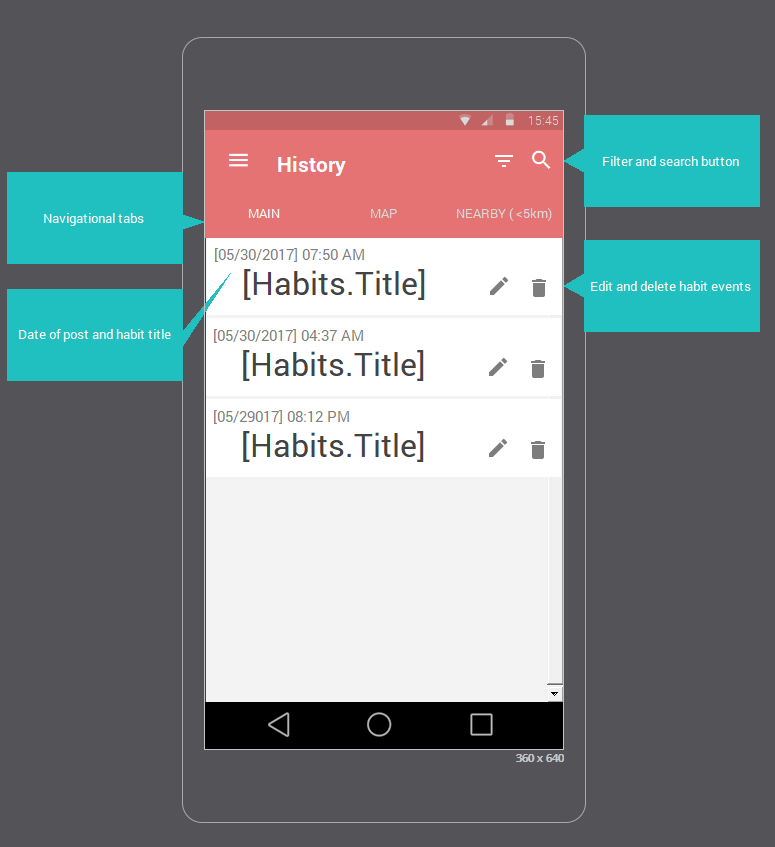 15:45
History
MAIN MAP NEARBY ( <5km)
[05/30/2017] 07:50 AM
[Habits.Title]
[05/30/2017] 04:37 AM
[Habits.Title]
[05/29017] 08:12 PM
[Habits.Title]
360 x 640
Navigational tabs
Date of post and habit title
Filter and search button
Edit and delete habit events